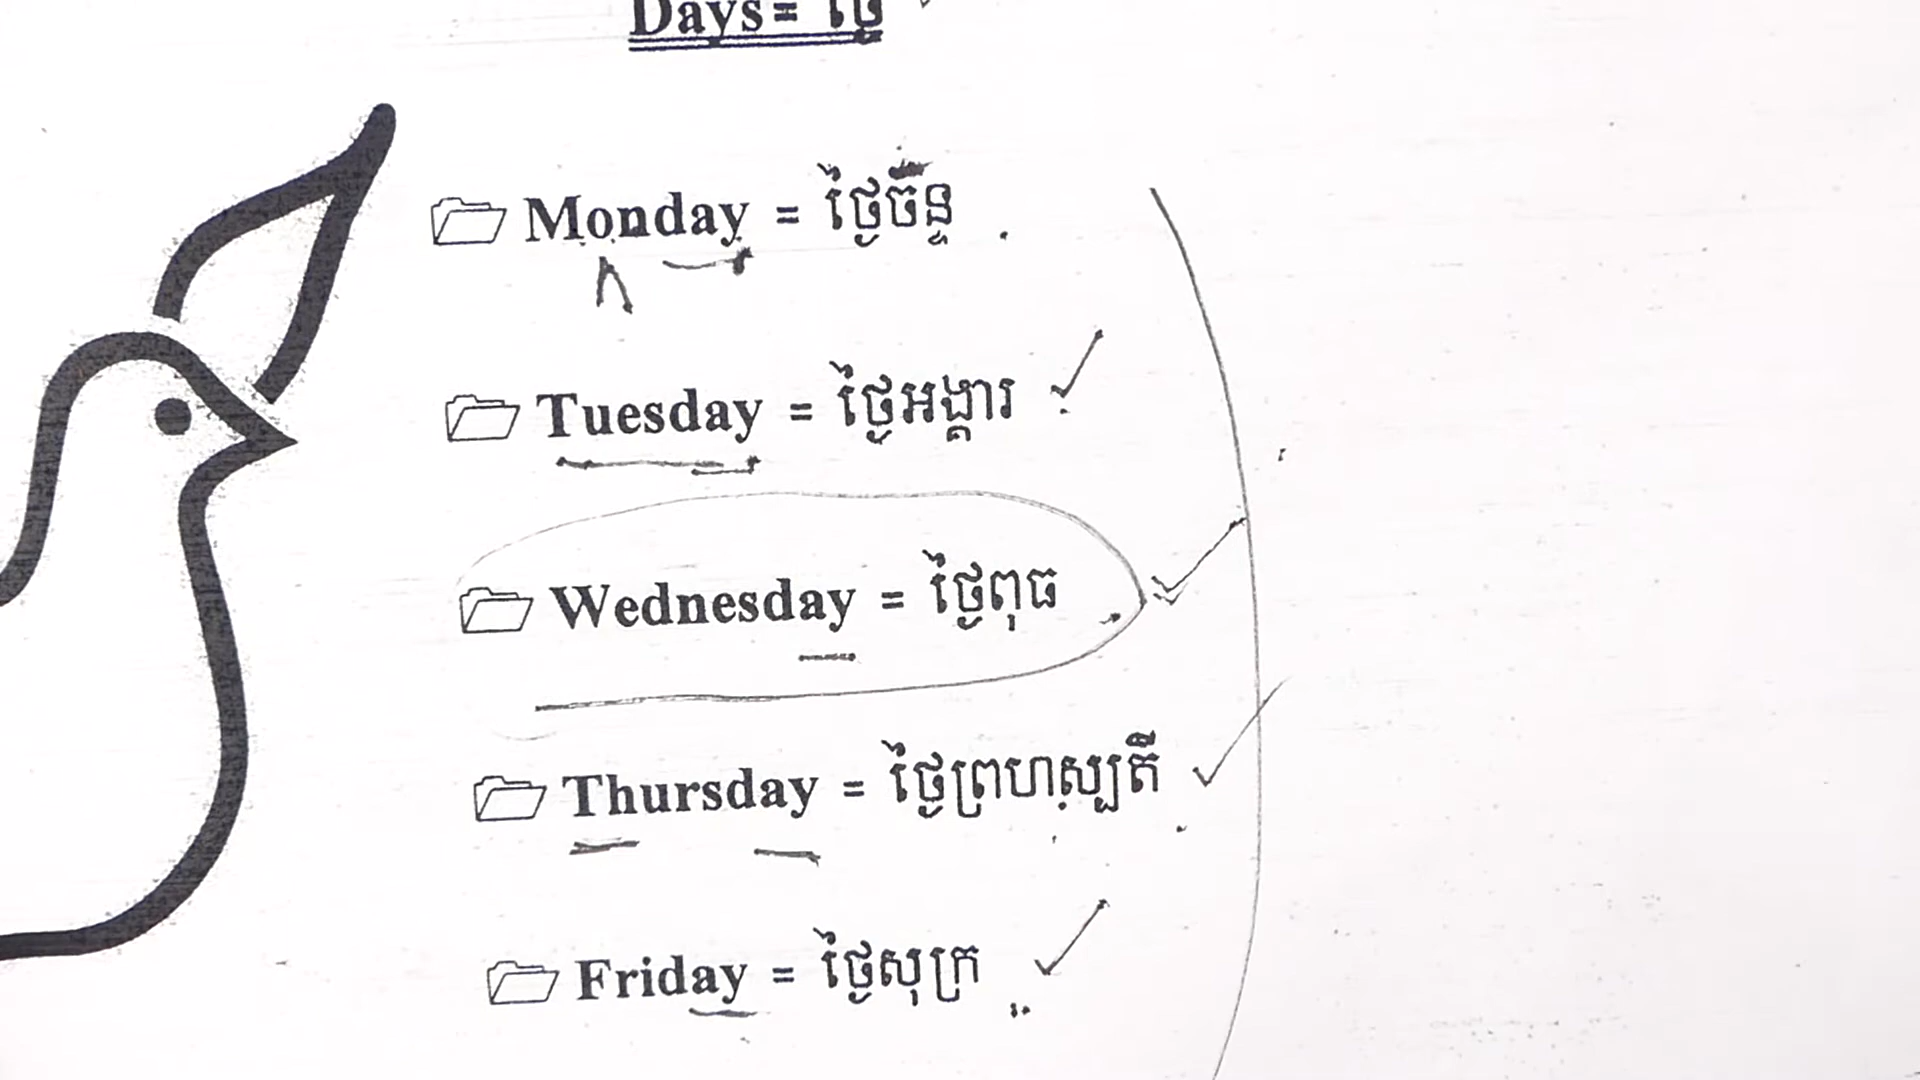 Days = ថ្ងៃ
Monday = ថ្ងៃច័ន្ទ
Tuesday = ថ្ងៃអង្គារ
Wednesday = ថ្ងៃពុធ
Thursday = ថ្ងៃព្រហស្បតិ៍
Friday = ថ្ងៃសុក្រ